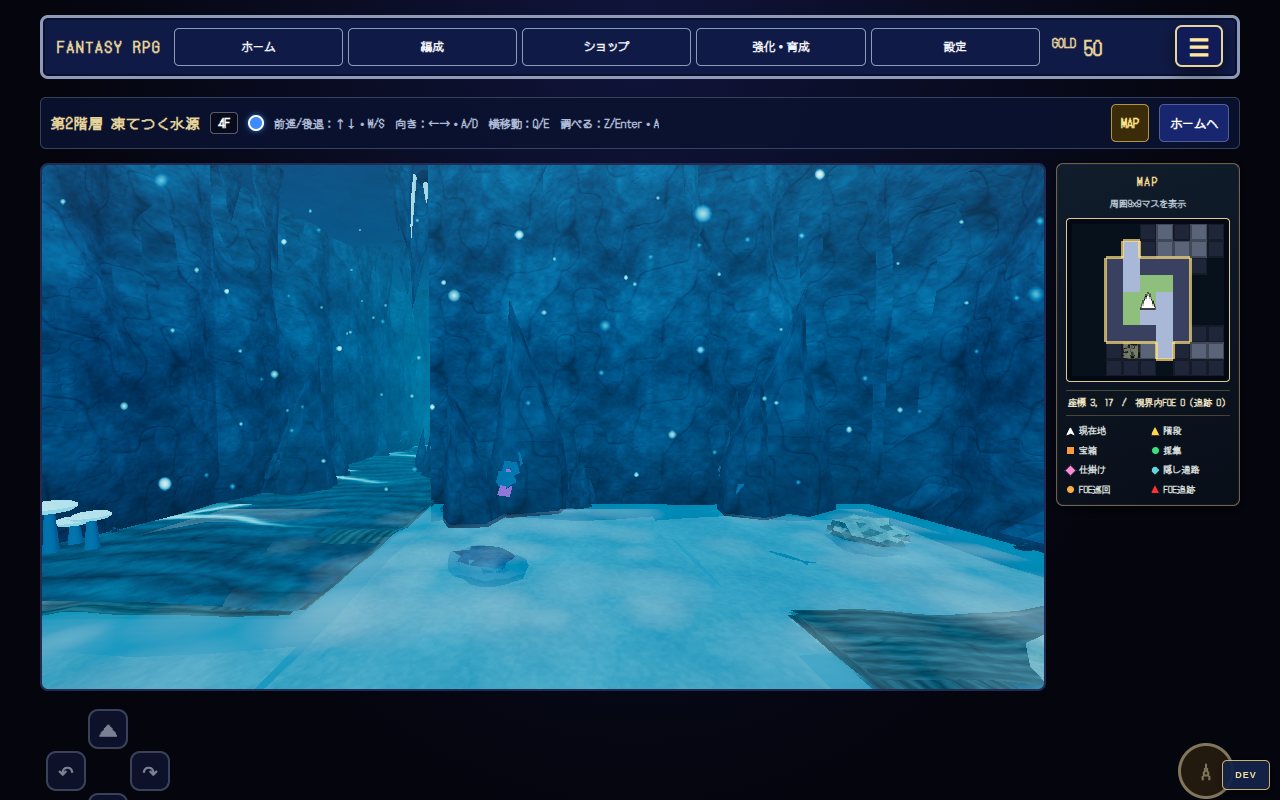 FANTASY RPG
ホーム
編成
ショップ
強化・育成
設定
GOLD 50
第2階層 凍てつく水源
4F
前進/後退:↑↓・W/S 向き:←→・A/D 横移動:Q/E 調べる:Z/Enter・A
MAP
ホームへ
MAP
周囲9x9マスを表示
座標 3, 17 / 視界内FOE 0 (追跡 0)
現在地
階段
宝箱
採集
仕掛け
隠し通路
FOE巡回
FOE追跡
A
DEV